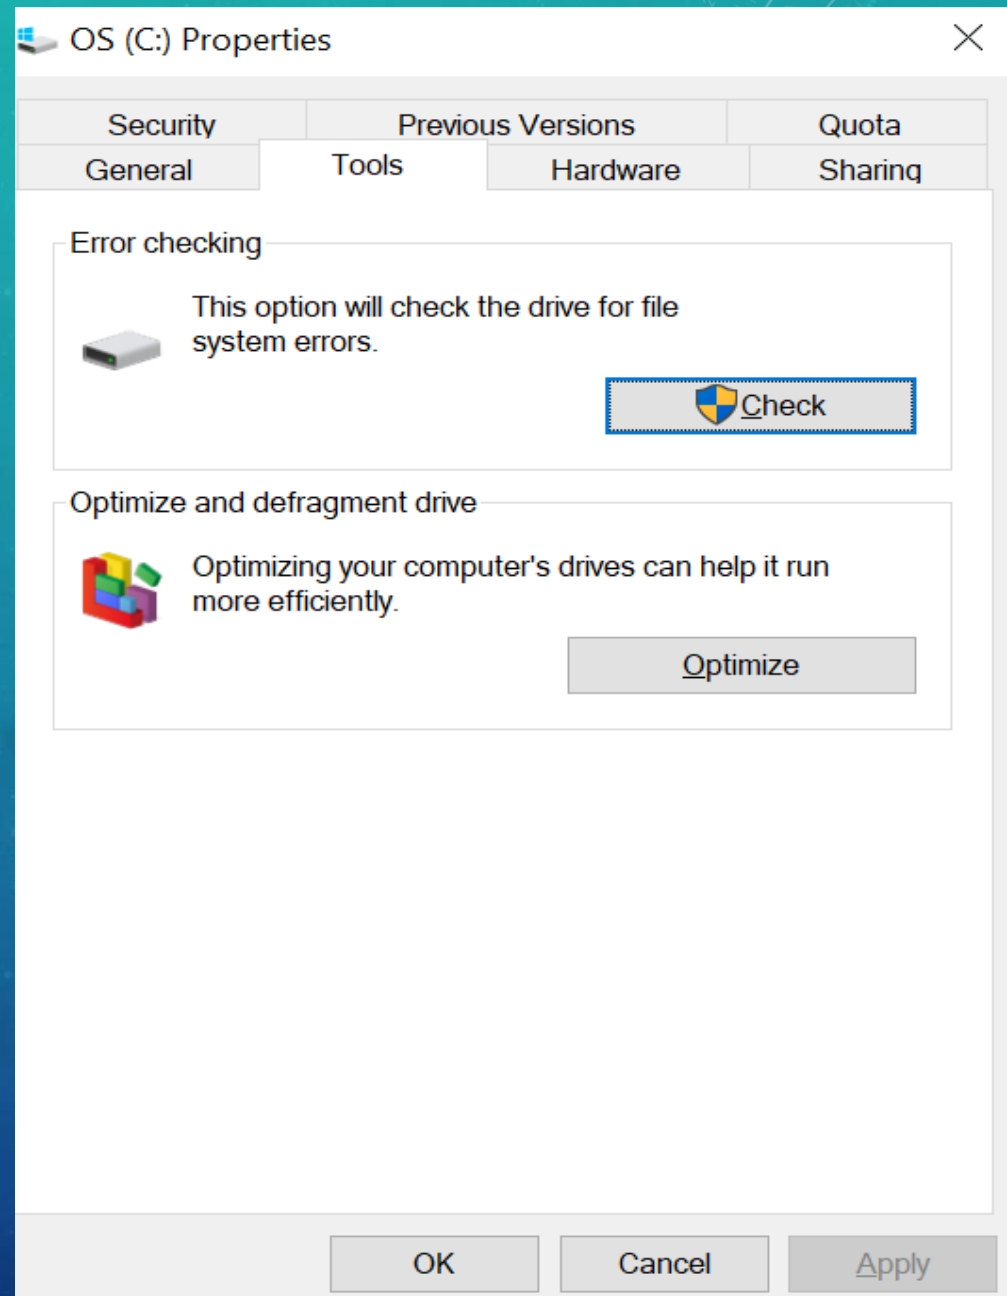 OS (C:) Properties
Security Previous Versions Quota
General Tools Hardware Sharing
Error checking
This option will check the drive for file
system errors.
Check
Optimize and defragment drive
Optimizing your computer's drives can help it run
more efficiently.
Optimize
OK Cancel Apply